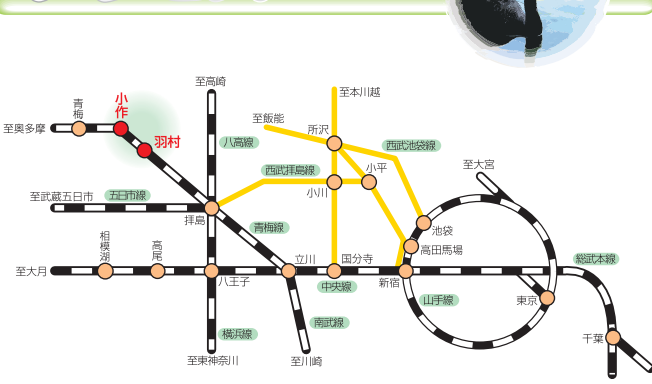 至高崎
至本川越
青梅
小作
至奥多摩
羽村
至飯能
所沢
八高線
西武池袋線
西武拝島線
小平
至大宮
至武蔵五日市
五日市線
小川
拝島
青梅線
池袋
相模湖
高尾
高田馬場
立川
国分寺
総武本線
至大月
八王子
中央線
新宿
山手線
東京
南武線
横浜線
千葉
至東神奈川
至川崎